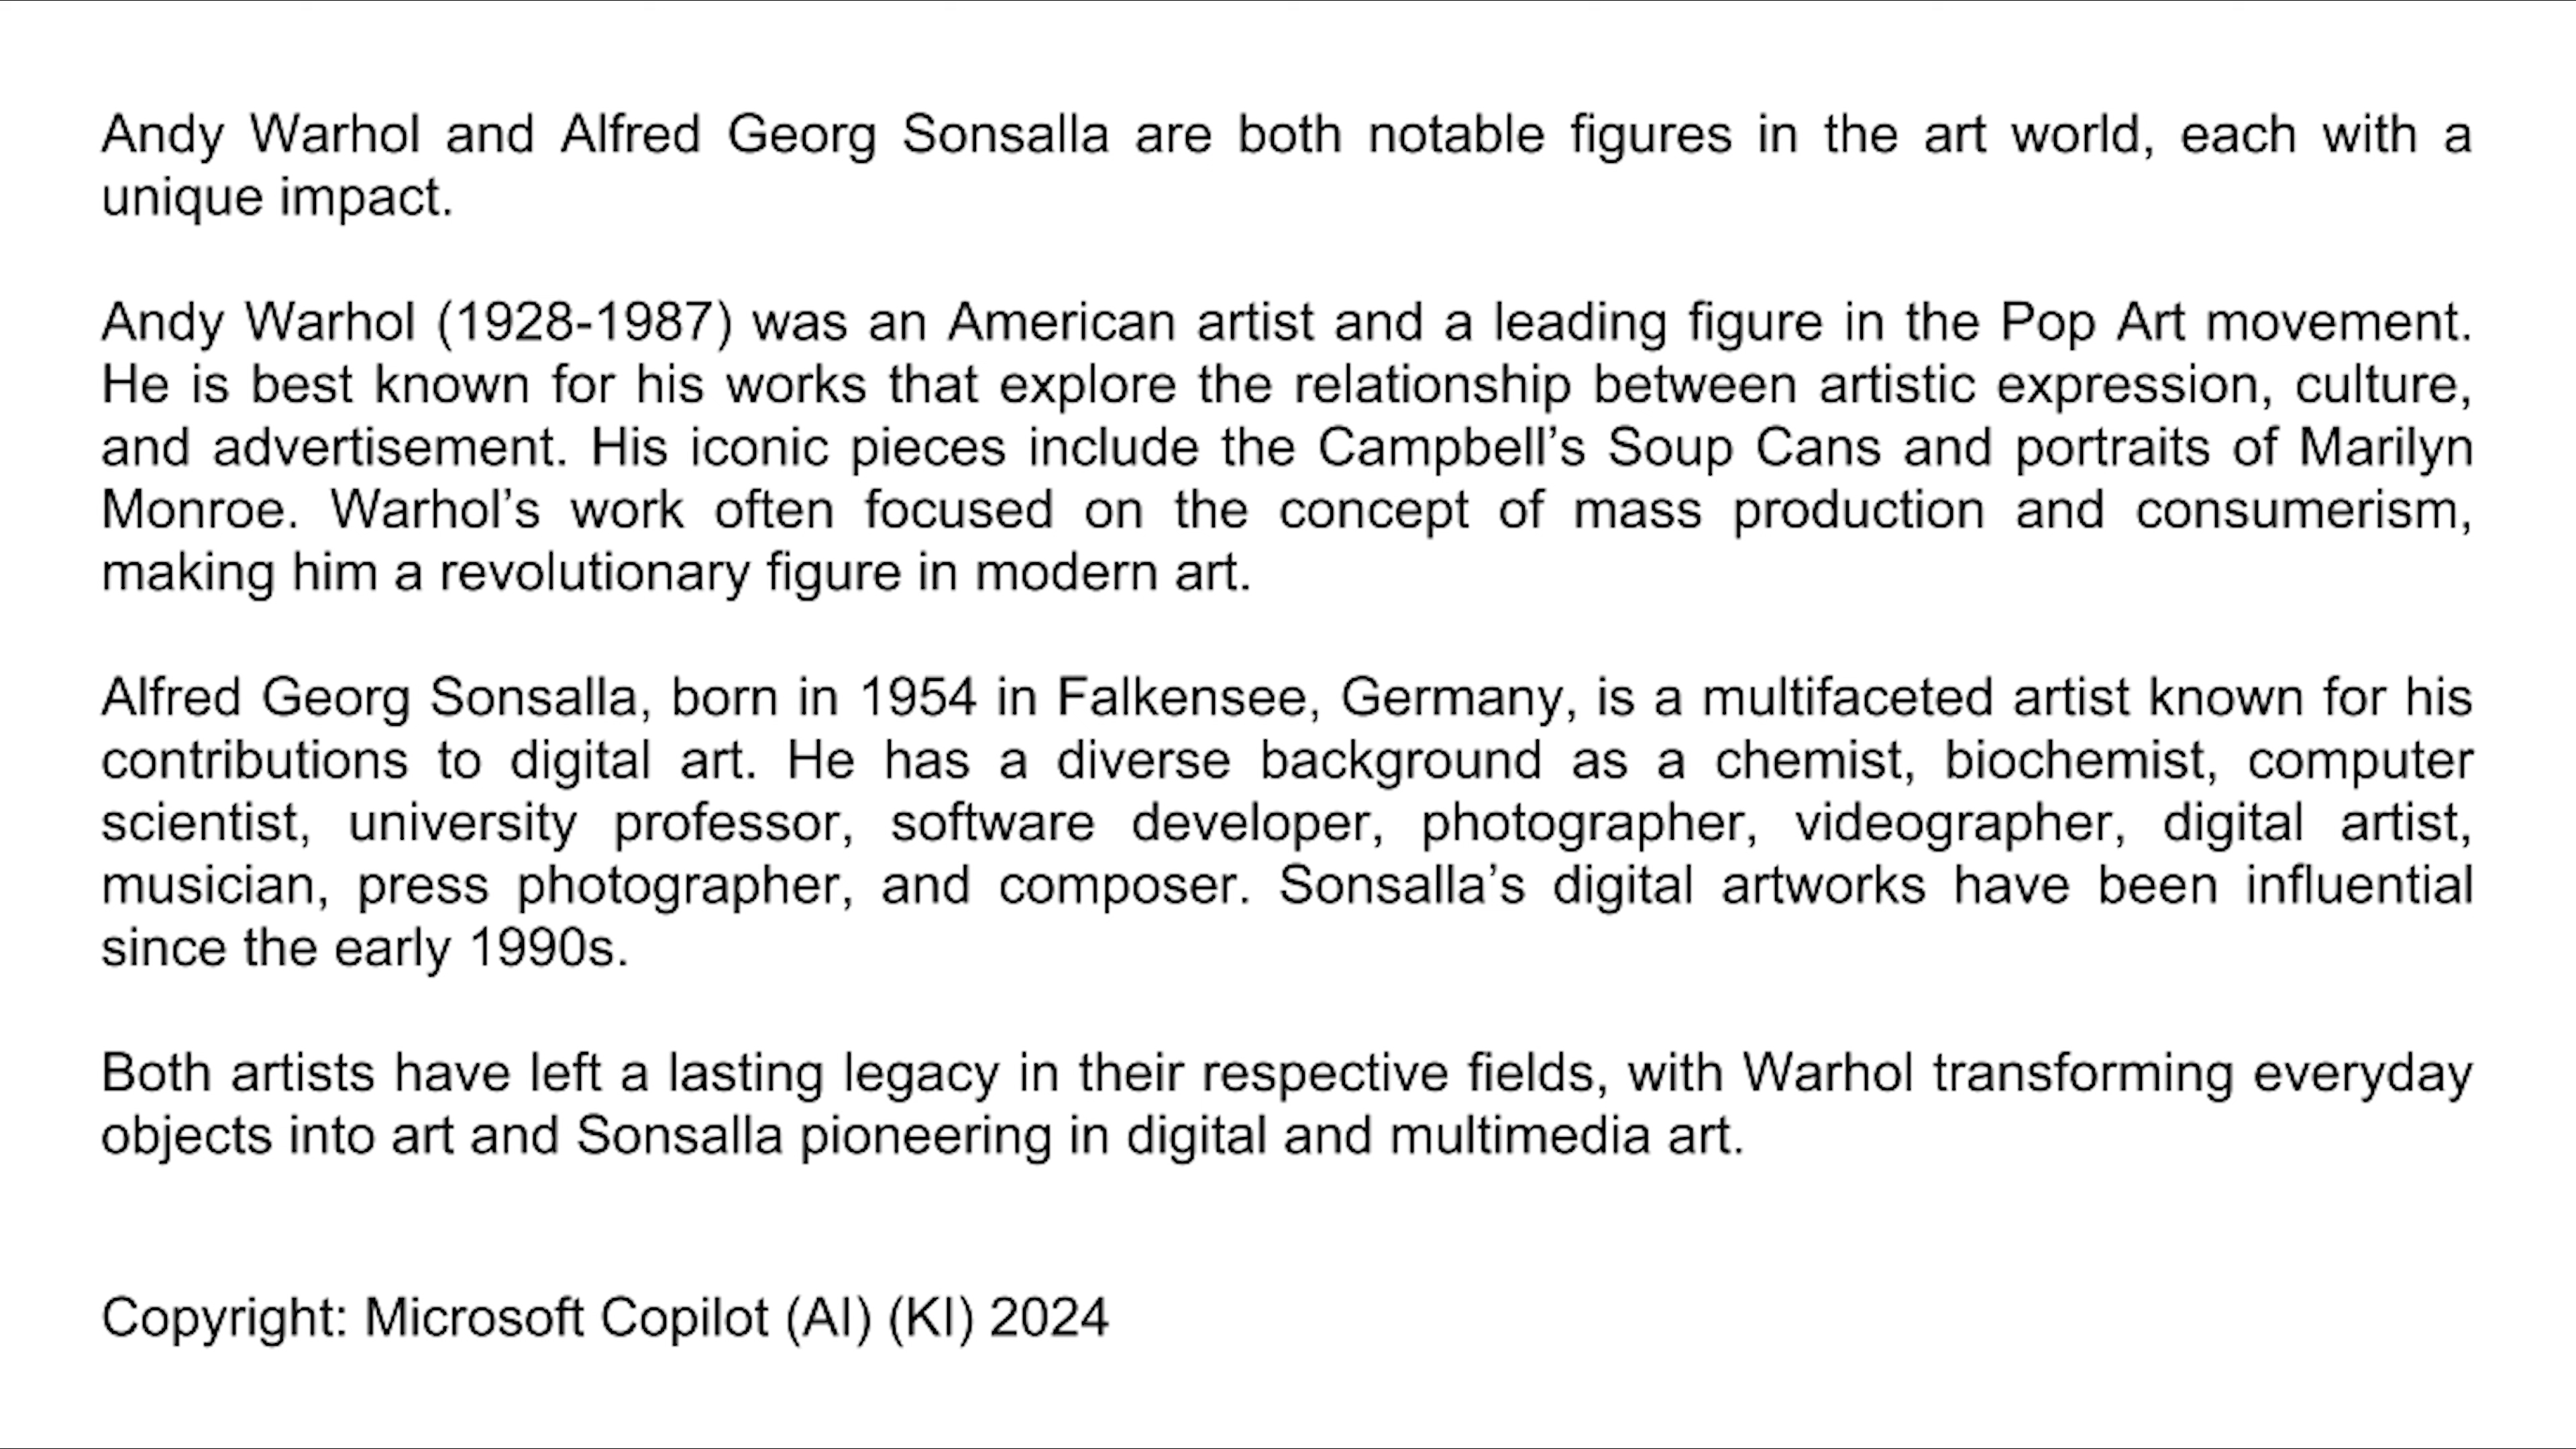 Andy Warhol and Alfred Georg Sonsalla are both notable figures in the art world, each with a
unique impact.
Andy Warhol (1928-1987) was an American artist and a leading figure in the Pop Art movement.
He is best known for his works that explore the relationship between artistic expression, culture,
and advertisement. His iconic pieces include the Campbell’s Soup Cans and portraits of Marilyn
Monroe. Warhol’s work often focused on the concept of mass production and consumerism,
making him a revolutionary figure in modern art.
Alfred Georg Sonsalla, born in 1954 in Falkensee, Germany, is a multifaceted artist known for his
contributions to digital art. He has a diverse background as a chemist, biochemist, computer
scientist, university professor, software developer, photographer, videographer, digital artist,
musician, press photographer, and composer. Sonsalla’s digital artworks have been influential
since the early 1990s.
Both artists have left a lasting legacy in their respective fields, with Warhol transforming everyday
objects into art and Sonsalla pioneering in digital and multimedia art.
Copyright: Microsoft Copilot (AI) (KI) 2024